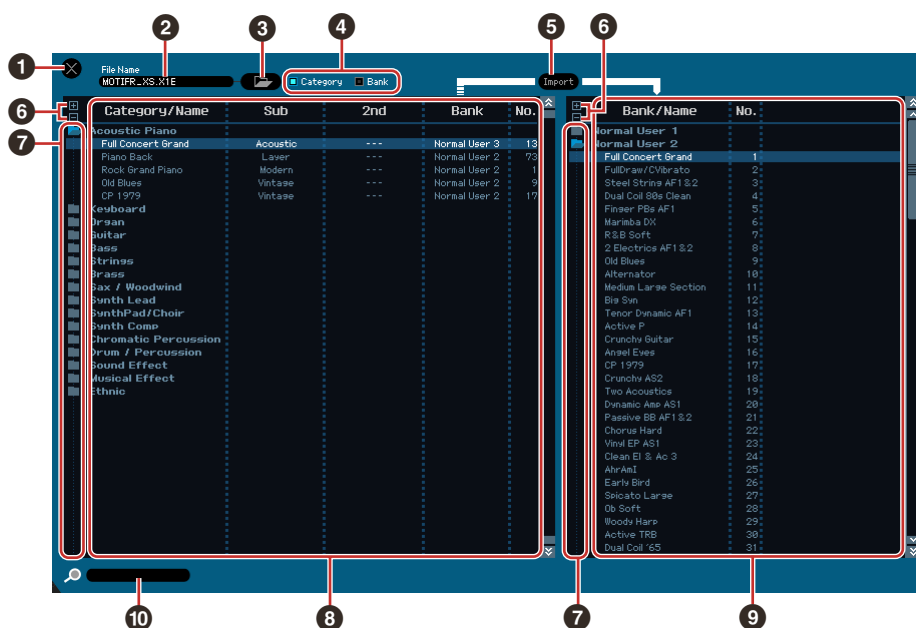 2 3 4 5 6
1
File Name
MOTIFR_XS.X1E
Category Bank
Import
6
Category/Name Sub 2nd Bank No.
7
Acoustic Piano
Full Concert Grand Acoustic --- Normal User 3 13
Piano Back Layer --- Normal User 2 73
Rock Grand Piano Modern --- Normal User 2 1
Old Blues Vintage --- Normal User 2 9
CP 1979 Vintage --- Normal User 2 17
Keyboard
Organ
Guitar
Bass
Strings
Brass
Sax / Woodwind
Synth Lead
SynthPad/Choir
Synth Comp
Chromatic Percussion
Drum / Percussion
Sound Effect
Musical Effect
Ethnic
Bank/Name No.
Normal User 1
Normal User 2
Full Concert Grand 1
FullDraw/CVibrato 2
Steel String AF1&2 3
Dual Coil 80s Clean 4
Finger PBs AF1 5
Marimba DX 6
R&B Soft 7
2 Electrics AF1&2 8
Old Blues 9
Alternator 10
Medium Large Section 11
Big Syn 12
Tenor Dynamic AF1 13
Active P 14
Crunchy Guitar 15
Angel Eyes 16
CP 1979 17
Crunchy AS2 18
Two Acoustics 19
Dynamic Amp AS1 20
Passive BB AF1&2 21
Chorus Hard 22
Vinyl EP AS1 23
Clean El & Ac 3 24
AhrAmI 25
Early Bird 26
Spicato Large 27
Ob Soft 28
Woody Harp 29
Active TRB 30
Dual Coil '65 31
10 8 7 9